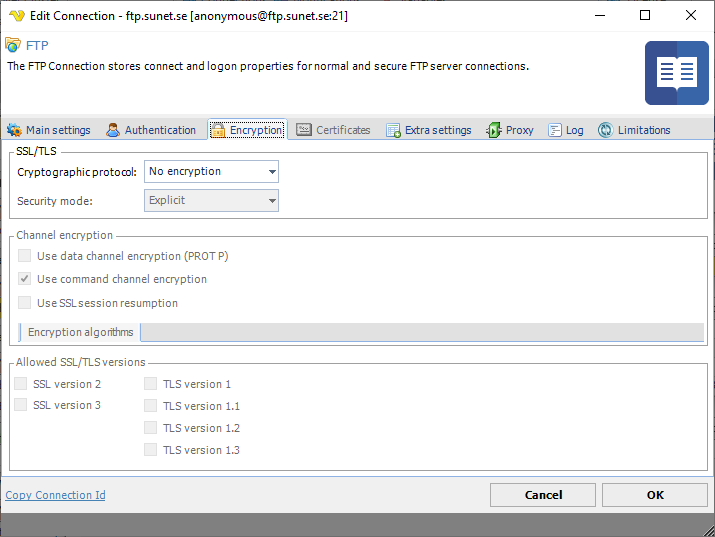 Edit Connection - ftp.sunet.se [anonymous@ftp.sunet.se:21]
FTP
The FTP Connection stores connect and logon properties for normal and secure FTP server connections.
Main settings Authentication Encryption Certificates Extra settings Proxy Log Limitations
SSL/TLS
Cryptographic protocol: No encryption
Security mode: Explicit
Channel encryption
Use data channel encryption (PROT P)
Use command channel encryption
Use SSL session resumption
Encryption algorithms
Allowed SSL/TLS versions
SSL version 2 TLS version 1
SSL version 3 TLS version 1.1
TLS version 1.2
TLS version 1.3
Copy Connection Id Cancel OK